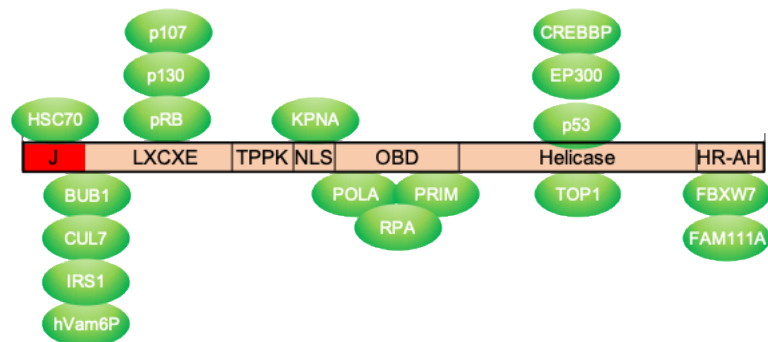 p107
CREBBP
p130
EP300
HSC70
pRB
KPNA
p53
J LXCXE TPPK NLS OBD Helicase HR-AH
BUB1
POLA
PRIM
TOP1
FBXW7
RPA
CUL7
FAM111A
IRS1
hVam6P